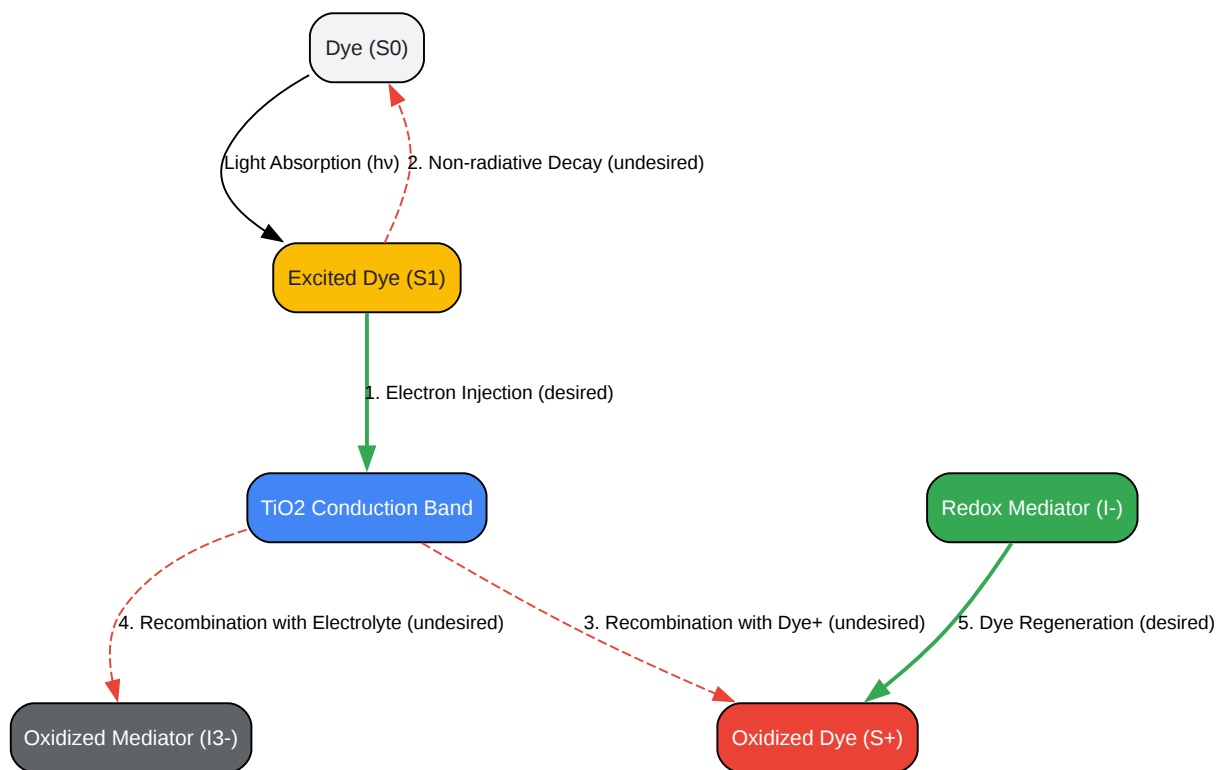 Dye (S0)
Light Absorption (hν)
2. Non-radiative Decay (undesired)
Excited Dye (S1)
1. Electron Injection (desired)
TiO2 Conduction Band
Redox Mediator (I-)
4. Recombination with Electrolyte (undesired)
3. Recombination with Dye+ (undesired)
5. Dye Regeneration (desired)
Oxidized Mediator (I3-)
Oxidized Dye (S+)